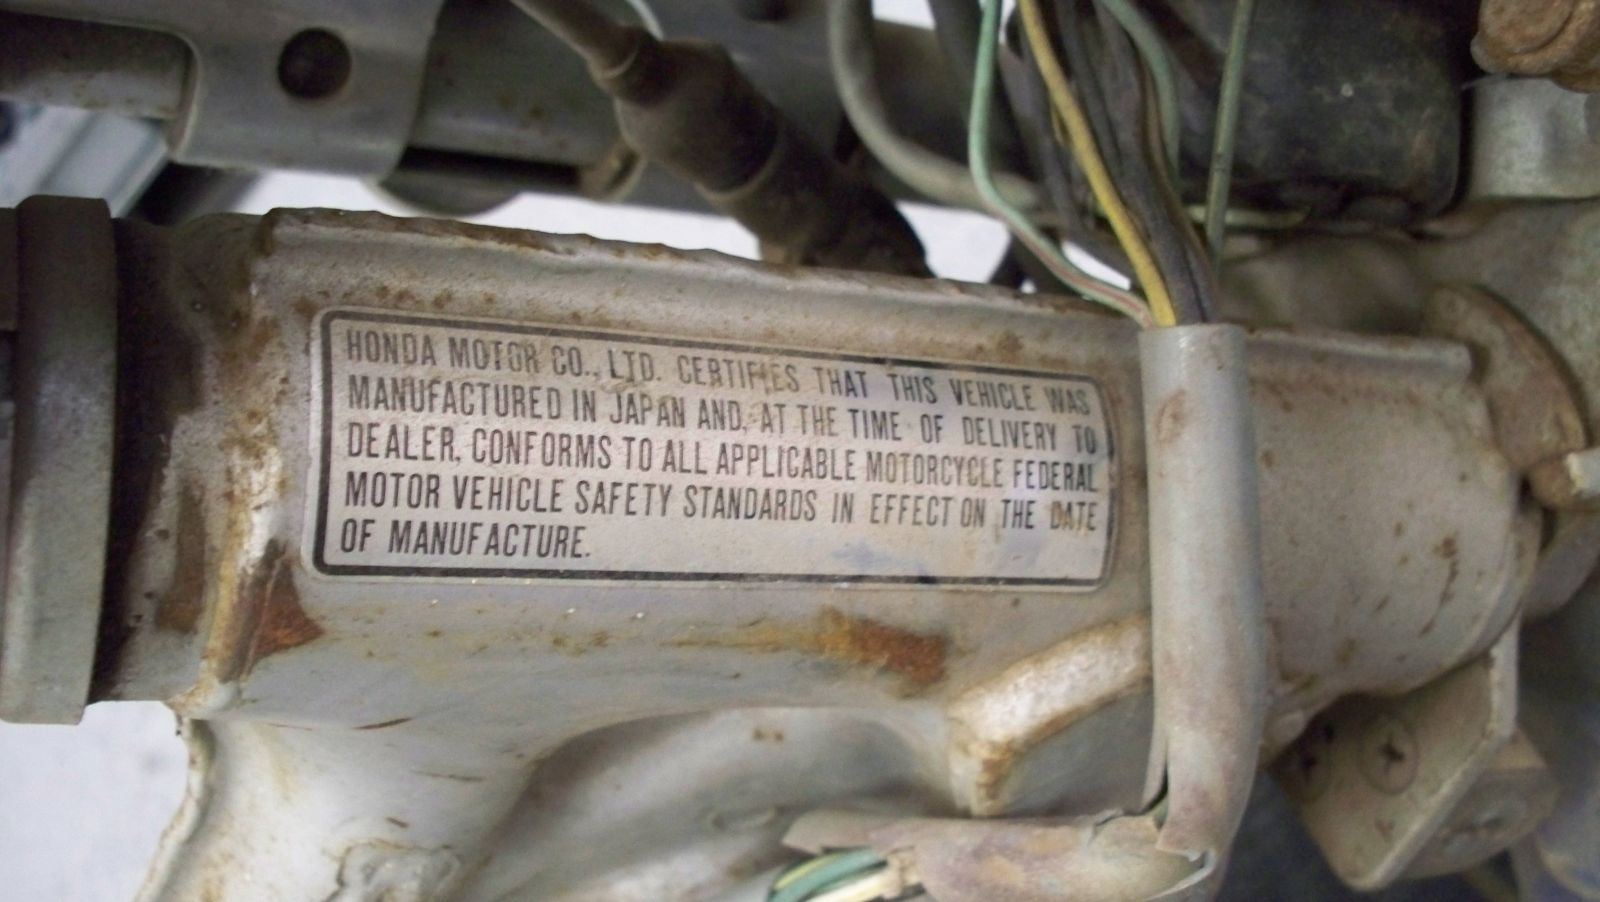 HONDA MOTOR CO., LTD. CERTIFIES THAT THIS VEHICLE WAS
MANUFACTURED IN JAPAN AND, AT THE TIME OF DELIVERY TO
DEALER, CONFORMS TO ALL APPLICABLE MOTORCYCLE FEDERAL
MOTOR VEHICLE SAFETY STANDARDS IN EFFECT ON THE DATE
OF MANUFACTURE.